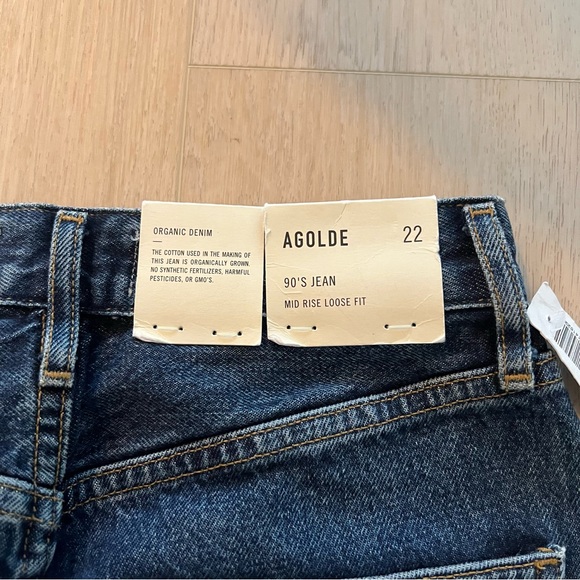 ORGANIC DENIM
THE COTTON USED IN THE MAKING OF
THIS JEAN IS ORGANICALLY GROWN.
NO SYNTHETIC FERTILIZERS, HARMFUL
PESTICIDES, OR GMO'S.
AGOLDE 22
90'S JEAN
MID RISE LOOSE FIT